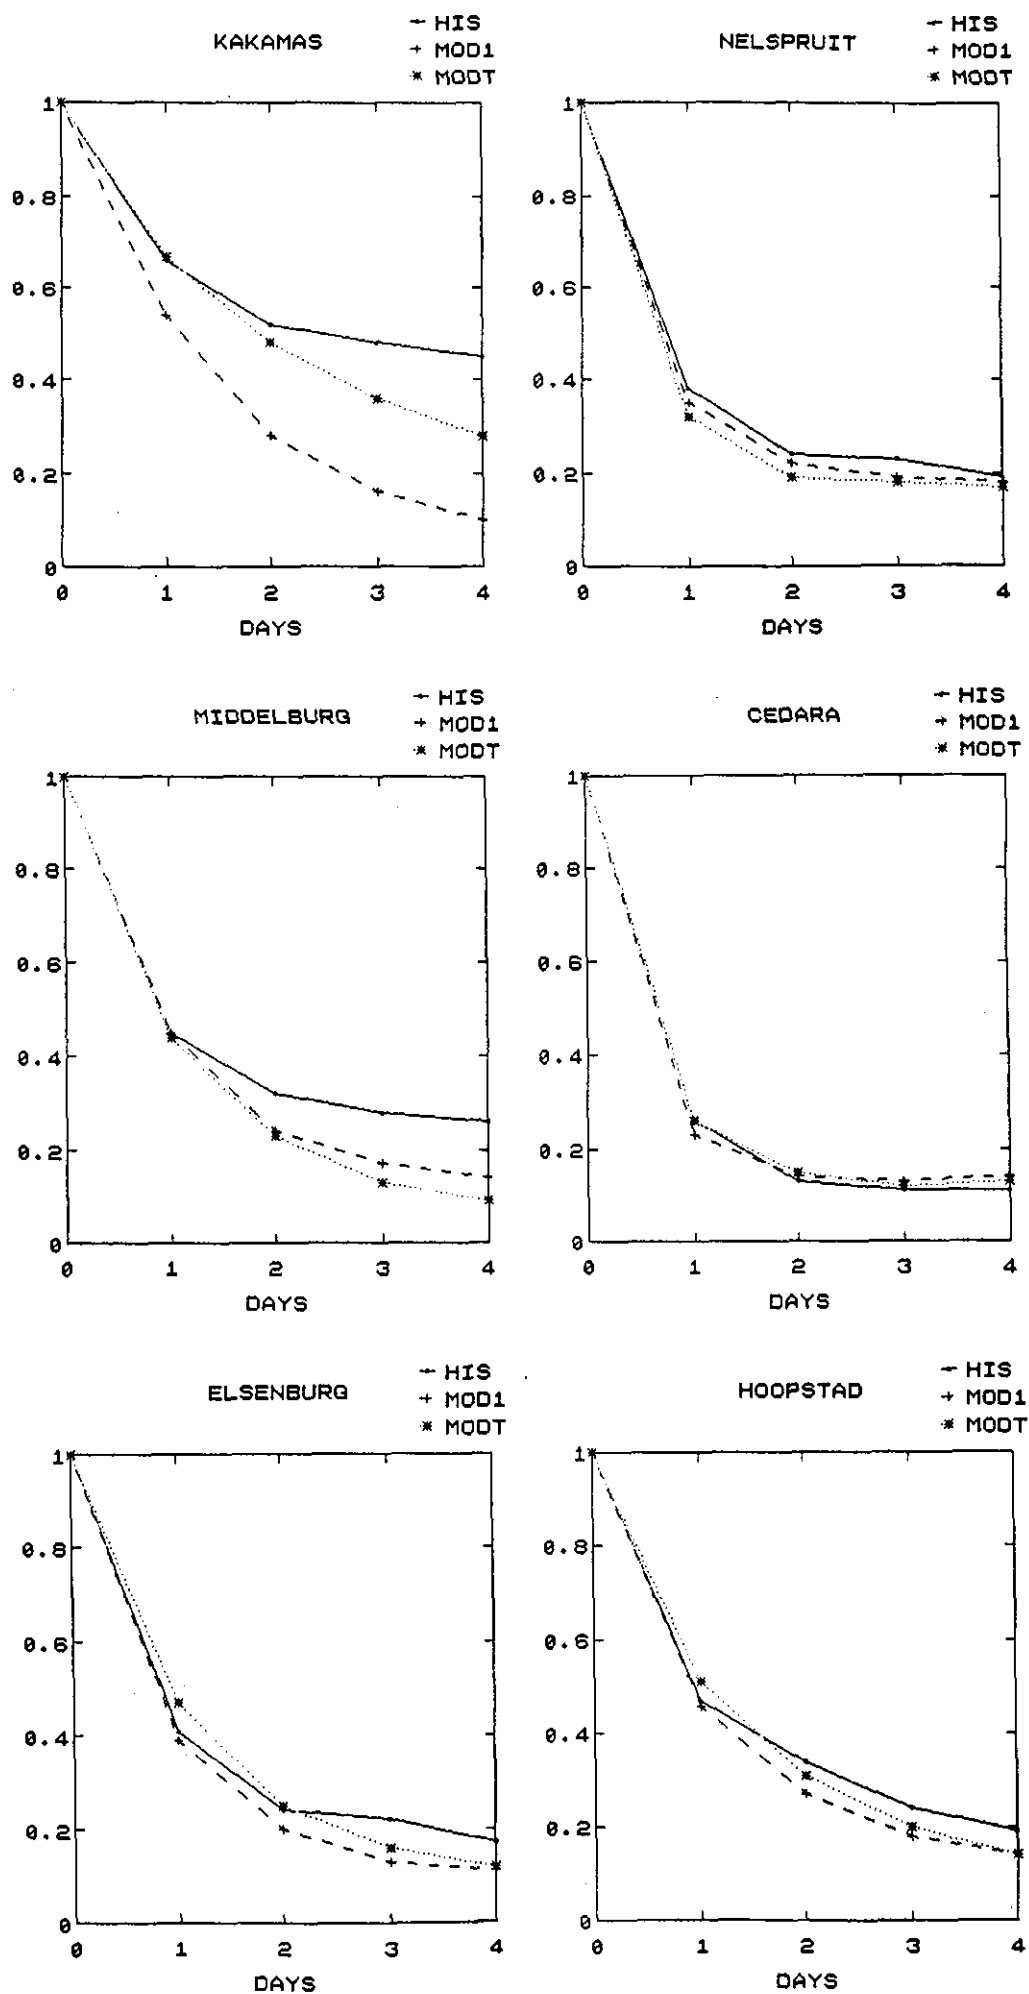 KAKAMAS
HIS
MOD1
MODT
1
0.8
0.6
0.4
0.2
0
0 1 2 3 4
DAYS
NELSPRUIT
HIS
MOD1
MODT
1
0.8
0.6
0.4
0.2
0
0 1 2 3 4
DAYS
MIDDELBURG
HIS
MOD1
MODT
1
0.8
0.6
0.4
0.2
0
0 1 2 3 4
DAYS
CEDARA
HIS
MOD1
MODT
1
0.8
0.6
0.4
0.2
0
0 1 2 3 4
DAYS
ELSENBURG
HIS
MOD1
MODT
1
0.8
0.6
0.4
0.2
0
0 1 2 3 4
DAYS
HOOPSTAD
HIS
MOD1
MODT
1
0.8
0.6
0.4
0.2
0
0 1 2 3 4
DAYS